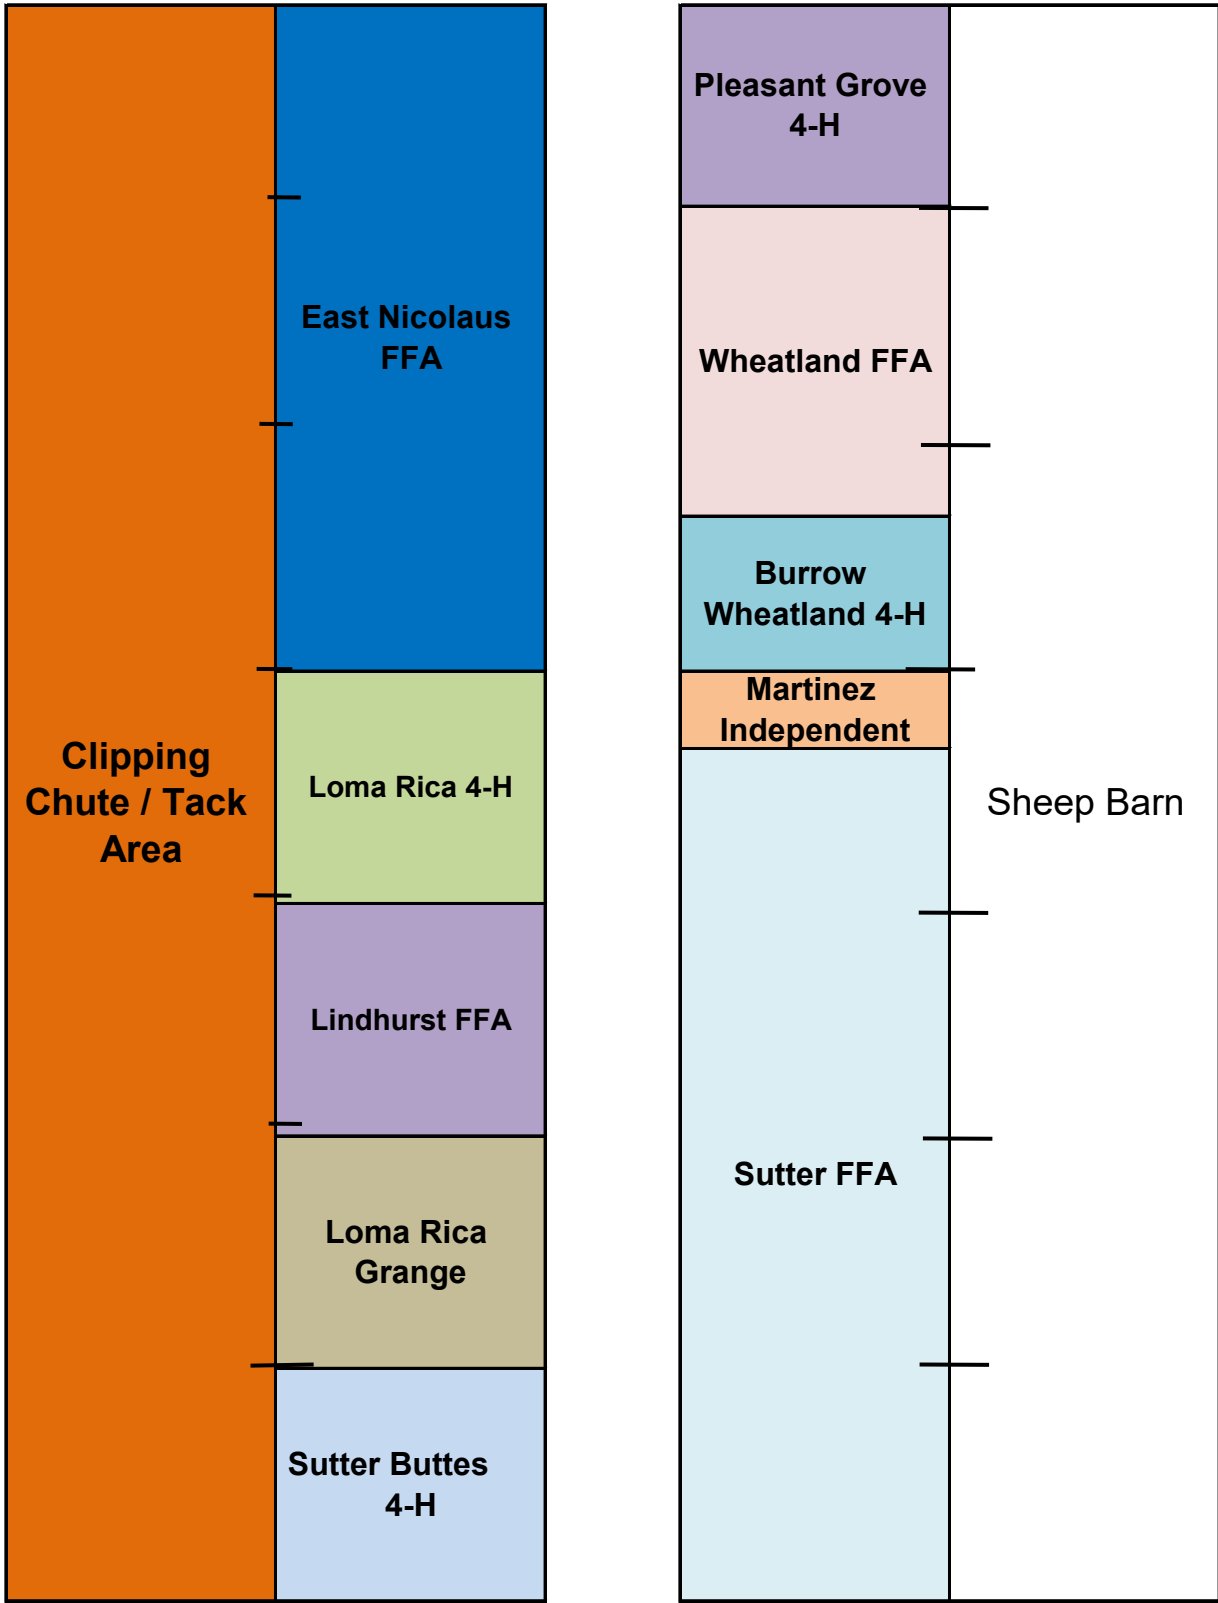 Clipping
Chute / Tack
Area
East Nicolaus
FFA
Loma Rica 4-H
Lindhurst FFA
Loma Rica
Grange
Sutter Buttes
4-H
Pleasant Grove
4-H
Wheatland FFA
Burrow
Wheatland 4-H
Martinez
Independent
Sutter FFA
Sheep Barn